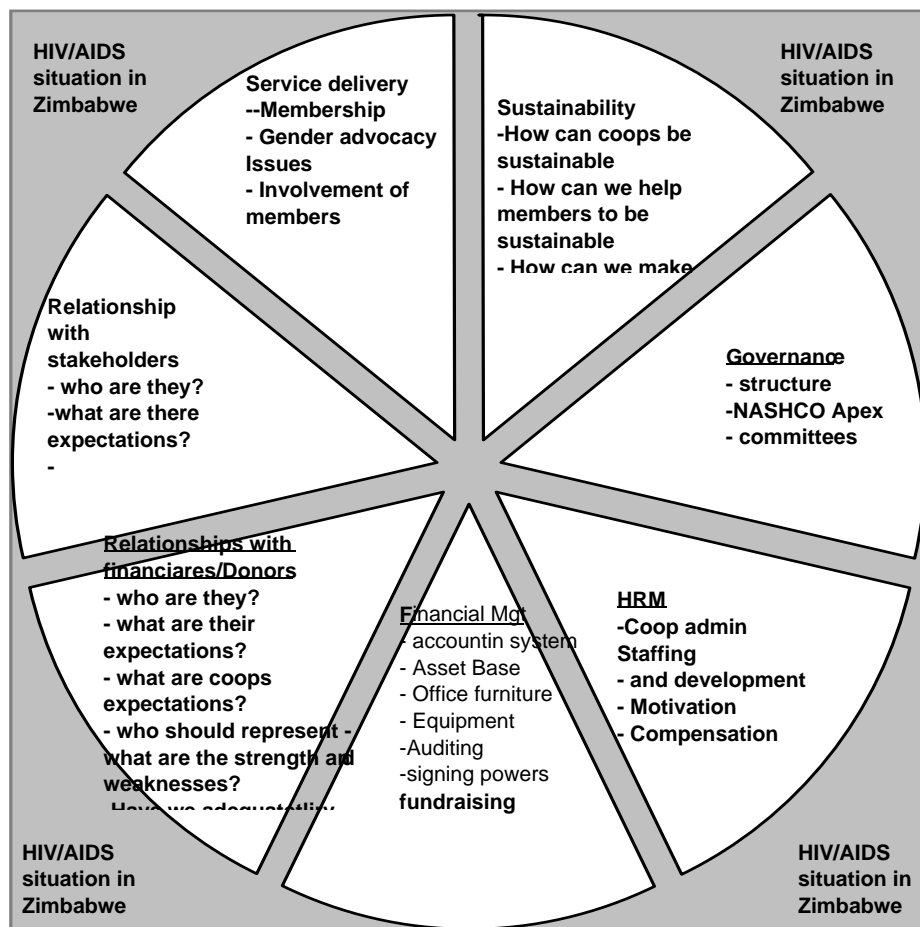 HIV/AIDS
situation in
Zimbabwe
Service delivery
--Membership
- Gender advocacy
Issues
- Involvement of
members
Sustainability
-How can coops be
sustainable
- How can we help
members to be
sustainable
- How can we make
HIV/AIDS
situation in
Zimbabwe
Relationship
with
stakeholders
- who are they?
-what are there
expectations?
-
Governance
- structure
-NASHCO Apex
- committees
Relationships with
financiares/Donors
- who are they?
- what are their
expectations?
- what are coops
expectations?
- who should represent -
what are the strength and
weaknesses?
-Have we adequatetliry
Financial Mgt
- accountin system
- Asset Base
- Office furniture
- Equipment
-Auditing
-signing powers
fundraising
HRM
-Coop admin
Staffing
- and development
- Motivation
- Compensation
HIV/AIDS
situation in
Zimbabwe
HIV/AIDS
situation in
Zimbabwe